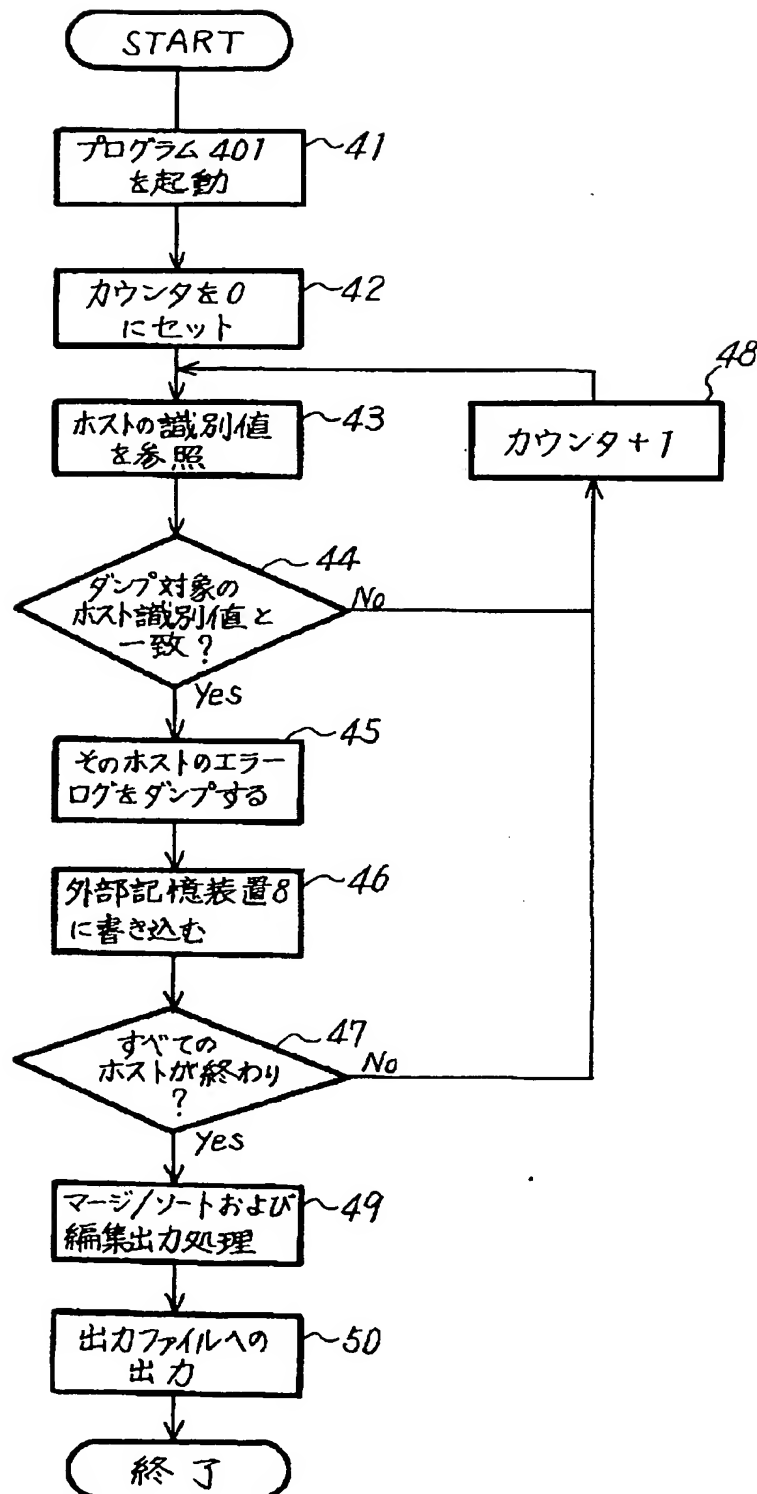 START
プログラム 401
を起動
41
カウンタを0
にセット
42
ホストの識別値
を参照
43
カウンタ+1
48
ダンプ対象の
ホスト識別値と
一致?
44
No
Yes
そのホストのエラー
ログをダンプする
45
外部記憶装置8
に書き込む
46
すべての
ホストが終わり
?
47
No
Yes
マージ/ソートおよび
編集出力処理
49
出力ファイルへの
出力
50
終了